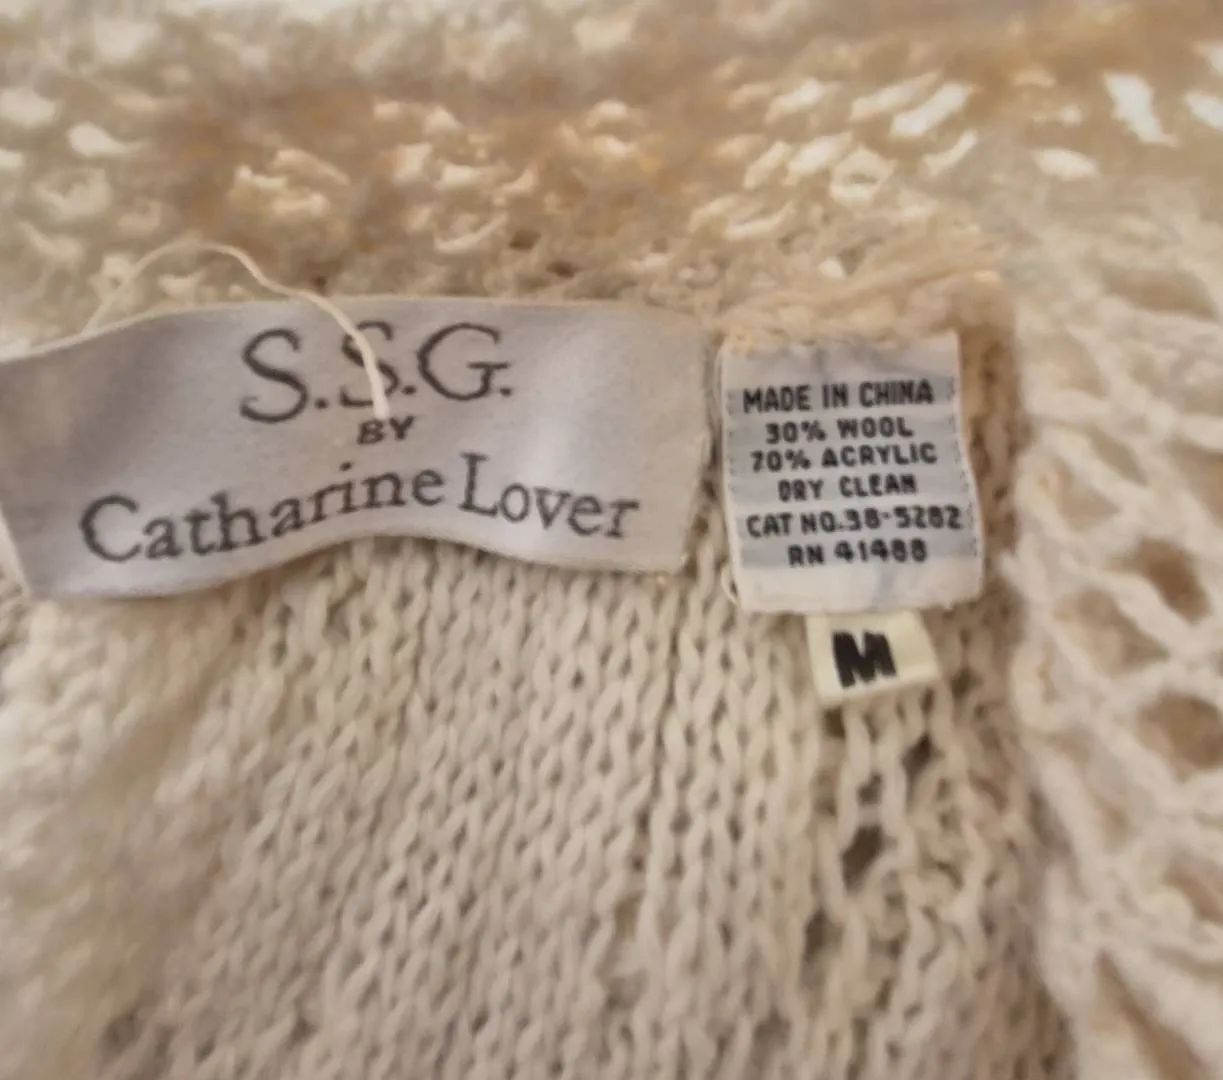 S.S.G.
BY
Catharine Lover
MADE IN CHINA
30% WOOL
70% ACRYLIC
DRY CLEAN
CAT NO.38-5282
RN 41488
M